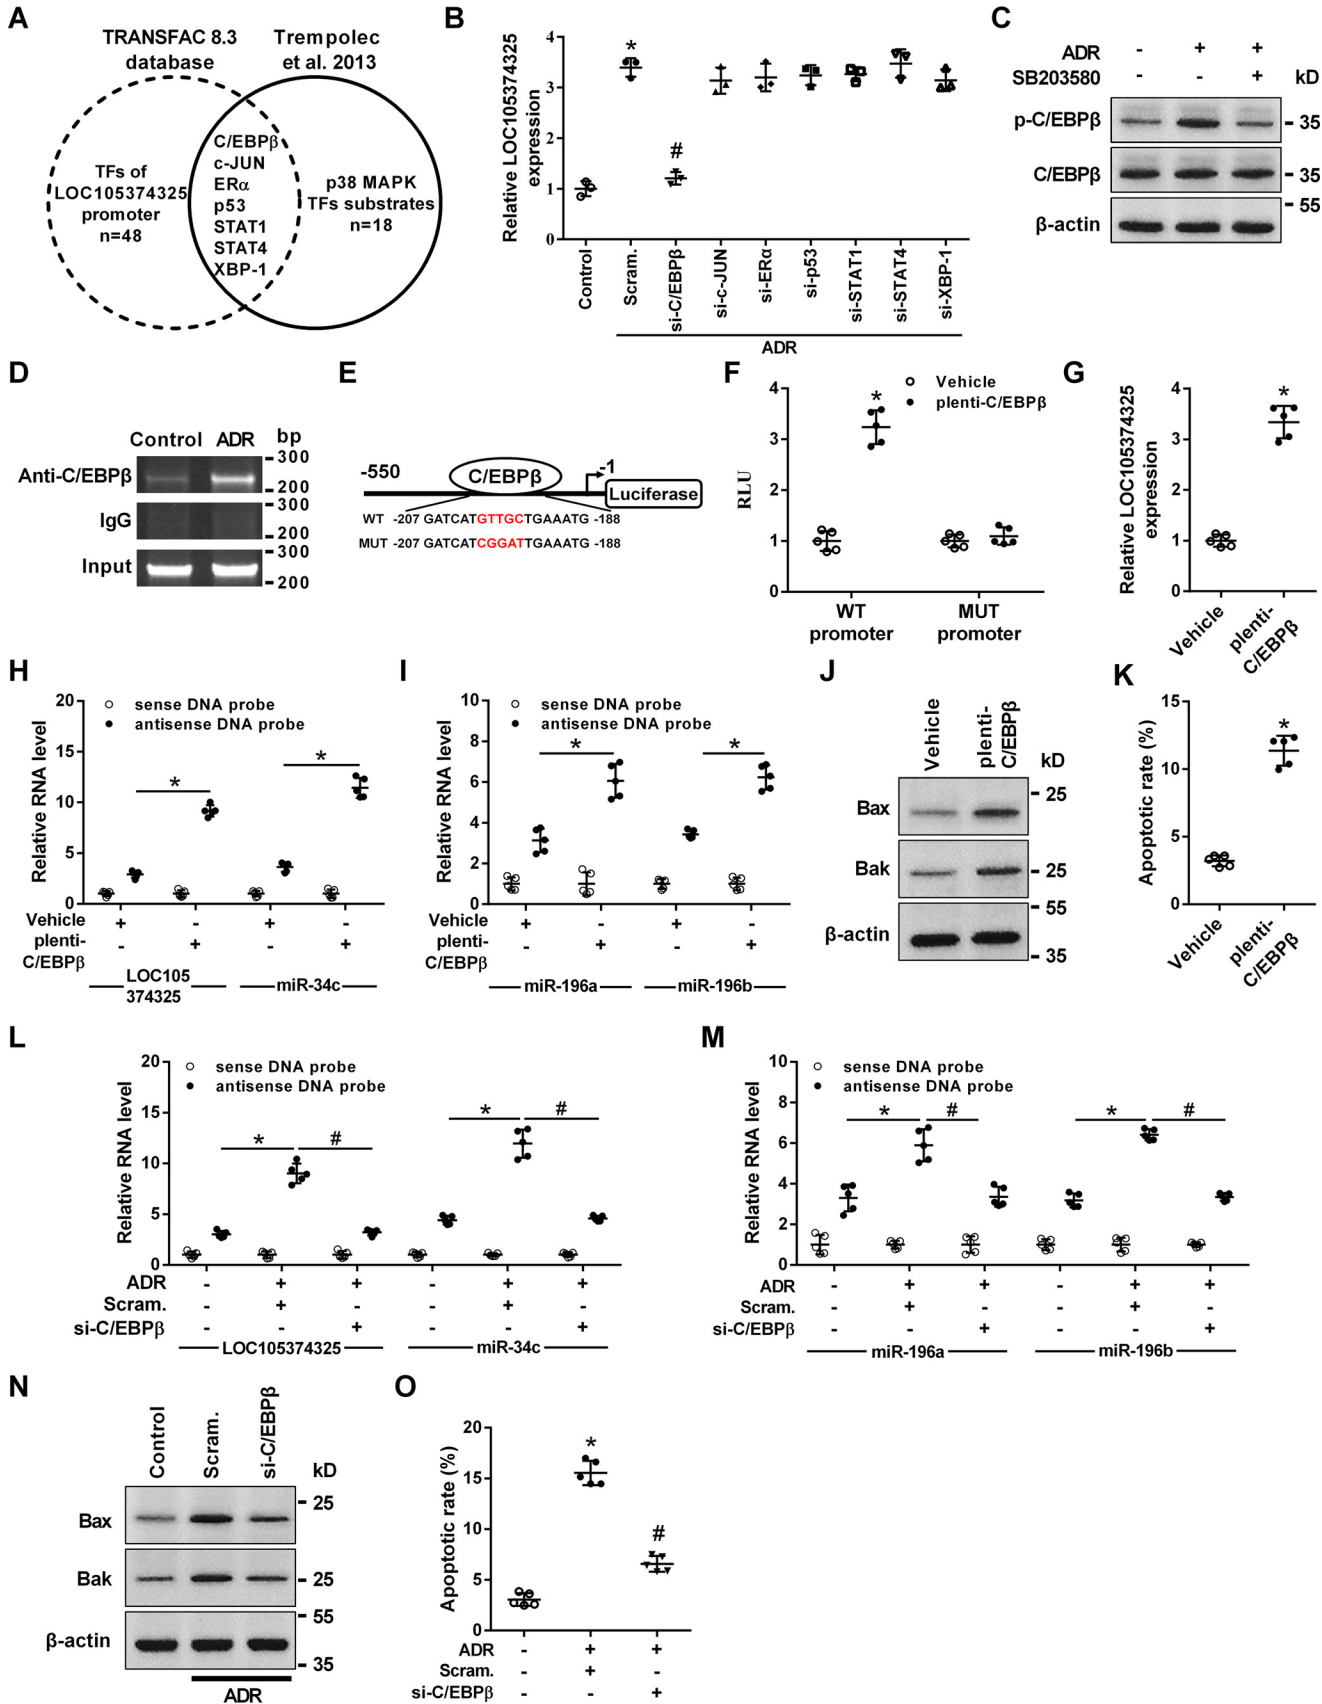 A
TRANSFAC 8.3
database
Trempolec
et al. 2013
TFs of
LOC105374325
promoter
n=48
C/EBPβ
c-JUN
ERα
p53
STAT1
STAT4
XBP-1
p38 MAPK
TFs substrates
n=18
B
Relative LOC105374325
expression
4
3
2
1
0
*
#
Control
Scram.
si-C/EBPβ
si-c-JUN
si-ERα
si-p53
si-STAT1
si-STAT4
si-XBP-1
ADR
C
ADR - + +
SB203580 - - + kD
p-C/EBPβ 35
C/EBPβ 35
55
β-actin
D
Control ADR bp
Anti-C/EBPβ 300
200
IgG 300
200
Input 300
200
E
-550 C/EBPβ -1
Luciferase
WT -207 GATCATGTTGCTGAAATG -188
MUT -207 GATCATCGGATTGAAATG -188
F
RLU
4
3
2
1
0
Vehicle
plenti-C/EBPβ
*
WT
promoter
MUT
promoter
G
Relative LOC105374325
expression
4
3
2
1
0
*
Vehicle
plenti-
C/EBPβ
H
Relative RNA level
20
15
10
5
0
sense DNA probe
antisense DNA probe
* *
Vehicle + - + -
plenti-
C/EBPβ - + - +
LOC105
374325
miR-34c
I
Relative RNA level
10
8
6
4
2
0
sense DNA probe
antisense DNA probe
* *
Vehicle + - + -
plenti-
C/EBPβ - + - +
miR-196a miR-196b
J
Vehicle
plenti-
C/EBPβ
kD
Bax 25
Bak 25
55
β-actin
35
K
Apoptotic rate (%)
15
10
5
0
*
Vehicle
plenti-
C/EBPβ
L
Relative RNA level
20
15
10
5
0
sense DNA probe
antisense DNA probe
* # * #
ADR - + + - + +
Scram. - + - - + -
si-C/EBPβ - - + - - +
LOC105374325 miR-34c
M
Relative RNA level
10
8
6
4
2
0
sense DNA probe
antisense DNA probe
* # * #
ADR - + + - + +
Scram. - + - - + -
si-C/EBPβ - - + - - +
miR-196a miR-196b
N
Control
Scram.
si-C/EBPβ
kD
25
Bax
Bak 25
55
β-actin
35
ADR
O
Apoptotic rate (%)
20
15
10
5
0
*
#
ADR - + +
Scram. - + -
si-C/EBPβ - - +